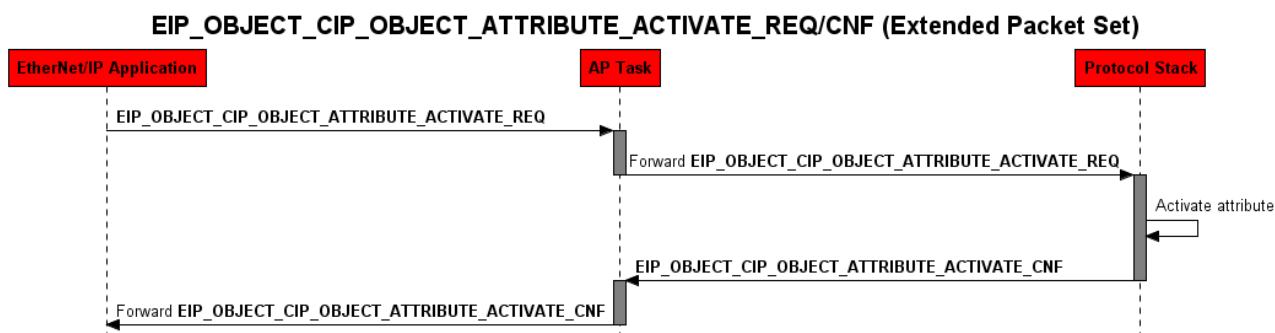 EIP_OBJECT_CIP_OBJECT_ATTRIBUTE_ACTIVATE_REQ/CNF (Extended Packet Set)
EtherNet/IP Application
AP Task
Protocol Stack
EIP_OBJECT_CIP_OBJECT_ATTRIBUTE_ACTIVATE_REQ
Forward EIP_OBJECT_CIP_OBJECT_ATTRIBUTE_ACTIVATE_REQ
Activate attribute
EIP_OBJECT_CIP_OBJECT_ATTRIBUTE_ACTIVATE_CNF
Forward EIP_OBJECT_CIP_OBJECT_ATTRIBUTE_ACTIVATE_CNF